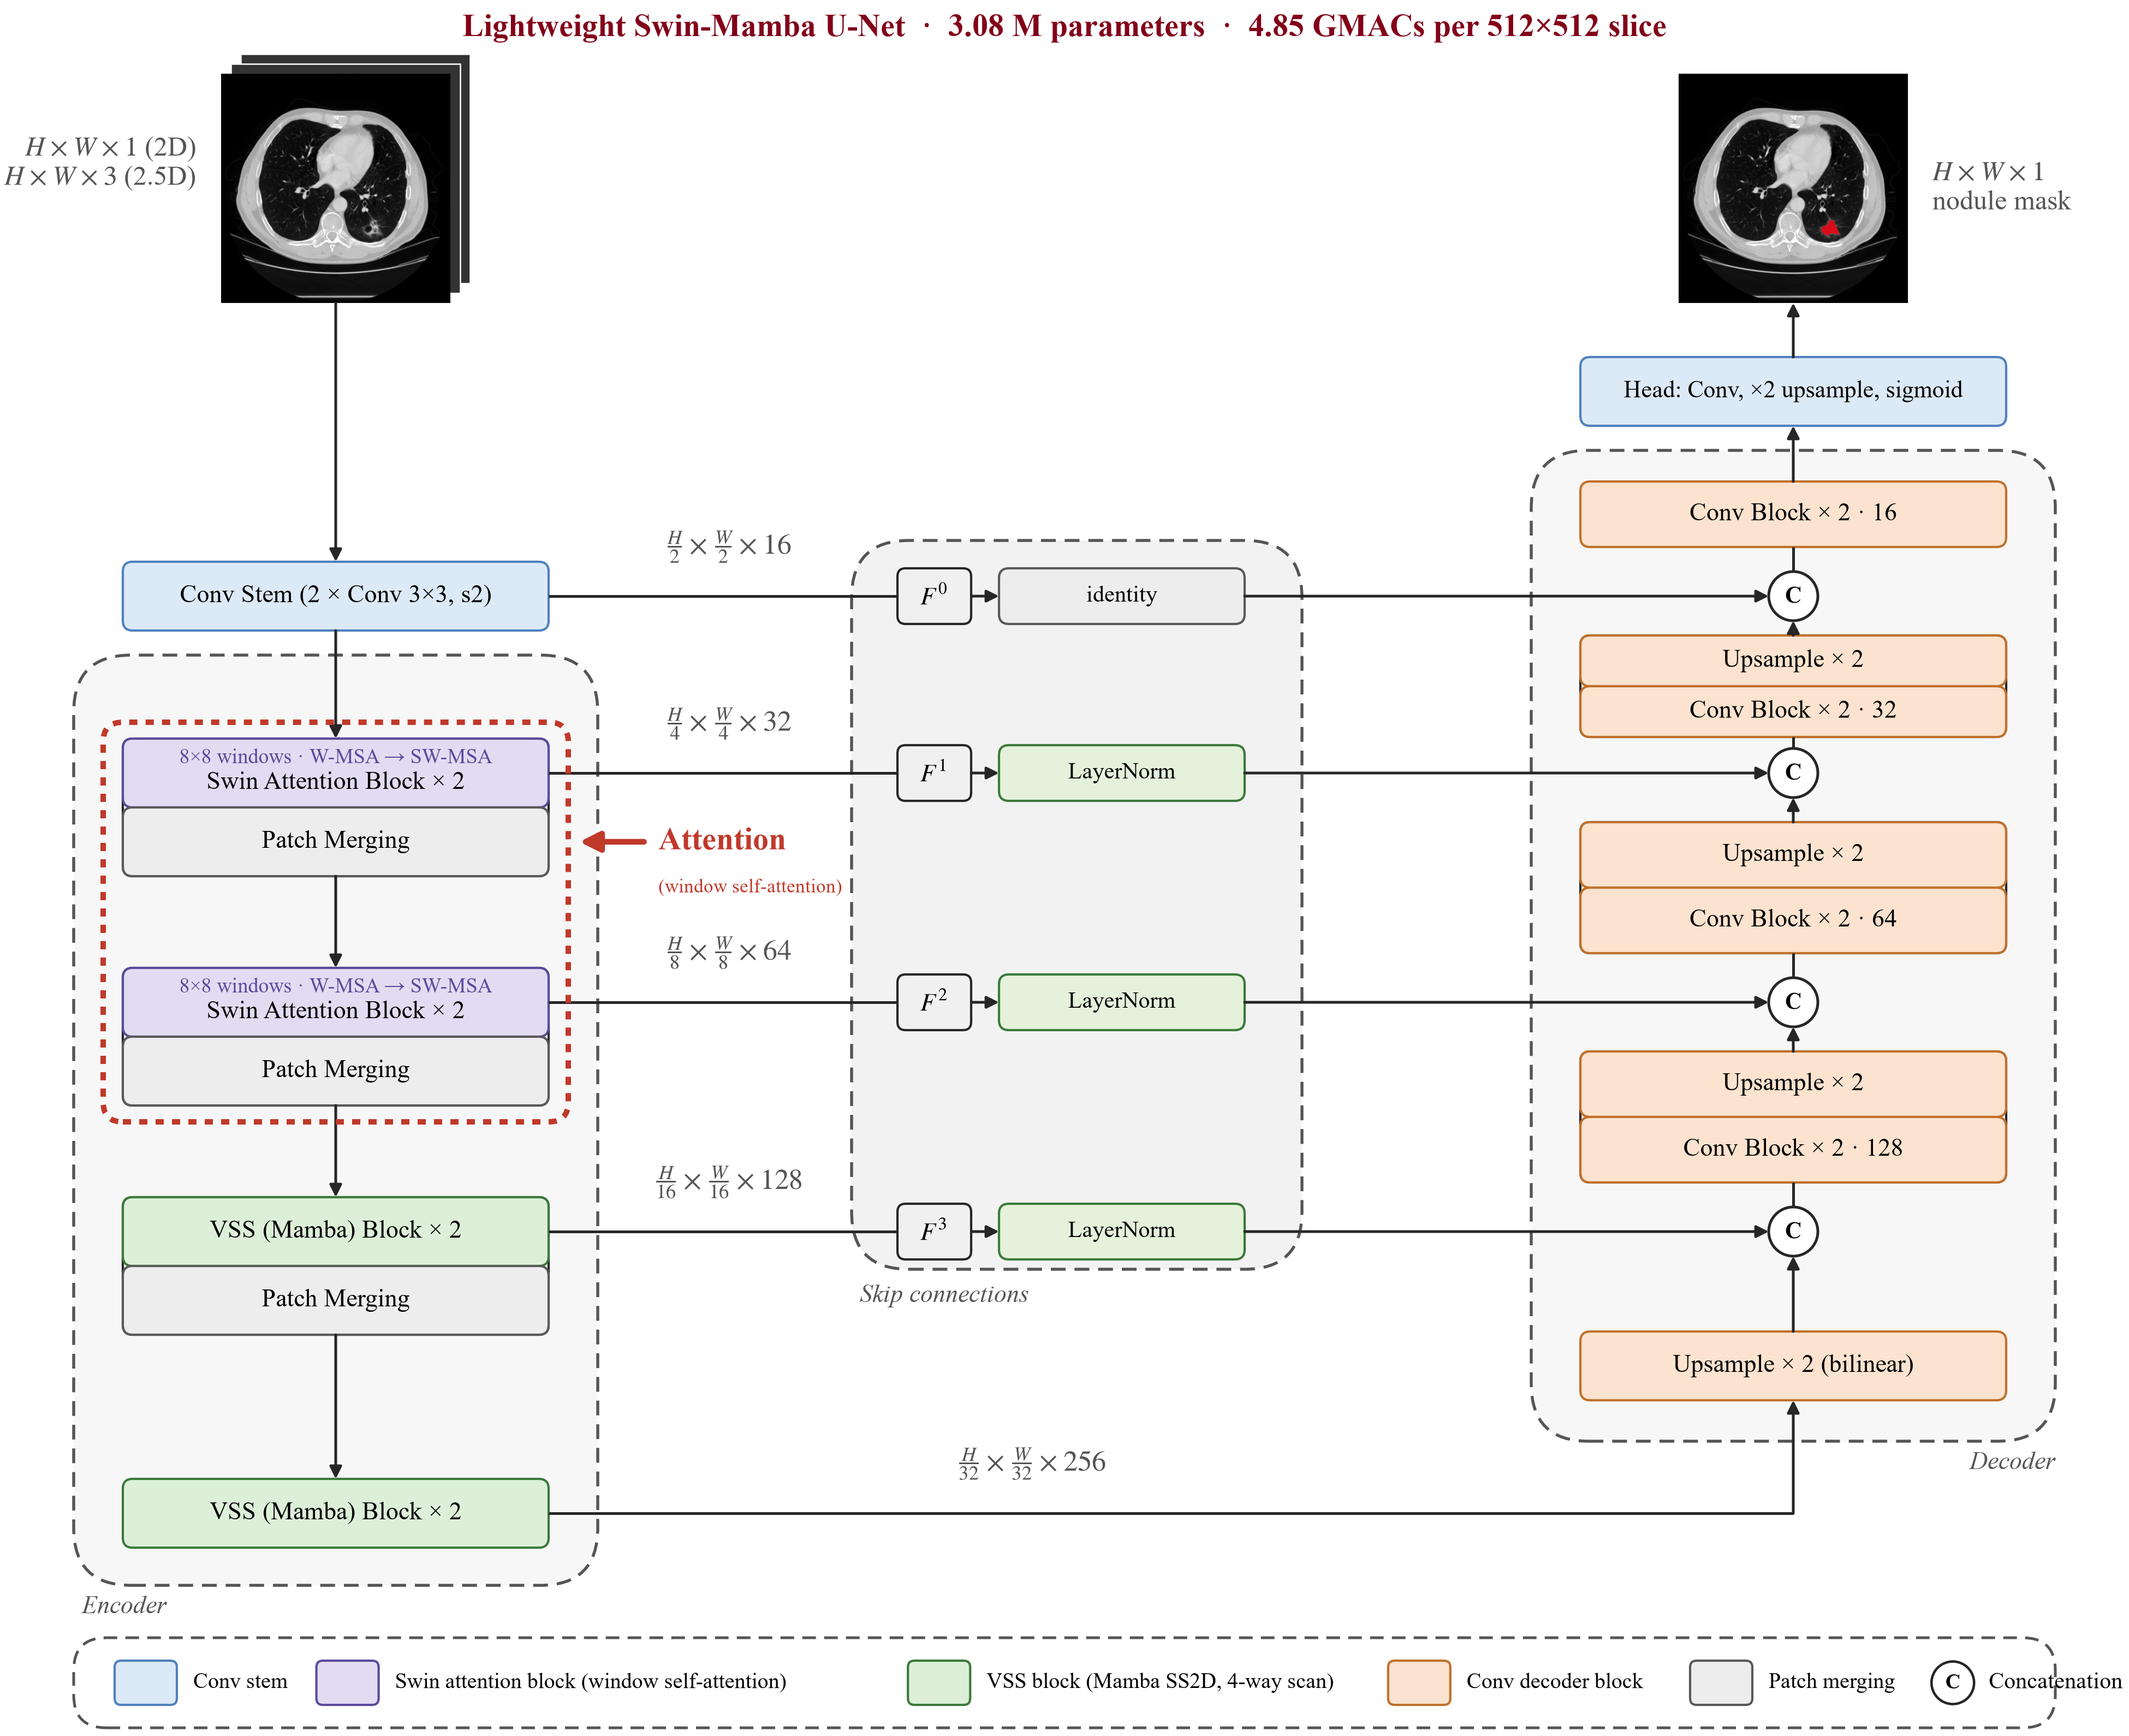 Lightweight Swin-Mamba U-Net · 3.08 M parameters · 4.85 GMACs per 512×512 slice
H × W × 1 (2D)
H × W × 3 (2.5D)
H × W × 1
nodule mask
Head: Conv, ×2 upsample, sigmoid
Conv Block × 2 · 16
H/2 × W/2 × 16
Conv Stem (2 × Conv 3×3, s2)
F⁰
identity
C
Upsample × 2
Conv Block × 2 · 32
H/4 × W/4 × 32
8×8 windows · W-MSA → SW-MSA
Swin Attention Block × 2
F¹
LayerNorm
C
Patch Merging
Attention
(window self-attention)
Upsample × 2
Conv Block × 2 · 64
H/8 × W/8 × 64
8×8 windows · W-MSA → SW-MSA
Swin Attention Block × 2
F²
LayerNorm
C
Patch Merging
Upsample × 2
Conv Block × 2 · 128
H/16 × W/16 × 128
VSS (Mamba) Block × 2
F³
LayerNorm
C
Patch Merging
Skip connections
Upsample × 2 (bilinear)
H/32 × W/32 × 256
Decoder
VSS (Mamba) Block × 2
Encoder
Conv stem
Swin attention block (window self-attention)
VSS block (Mamba SS2D, 4-way scan)
Conv decoder block
Patch merging
C
Concatenation